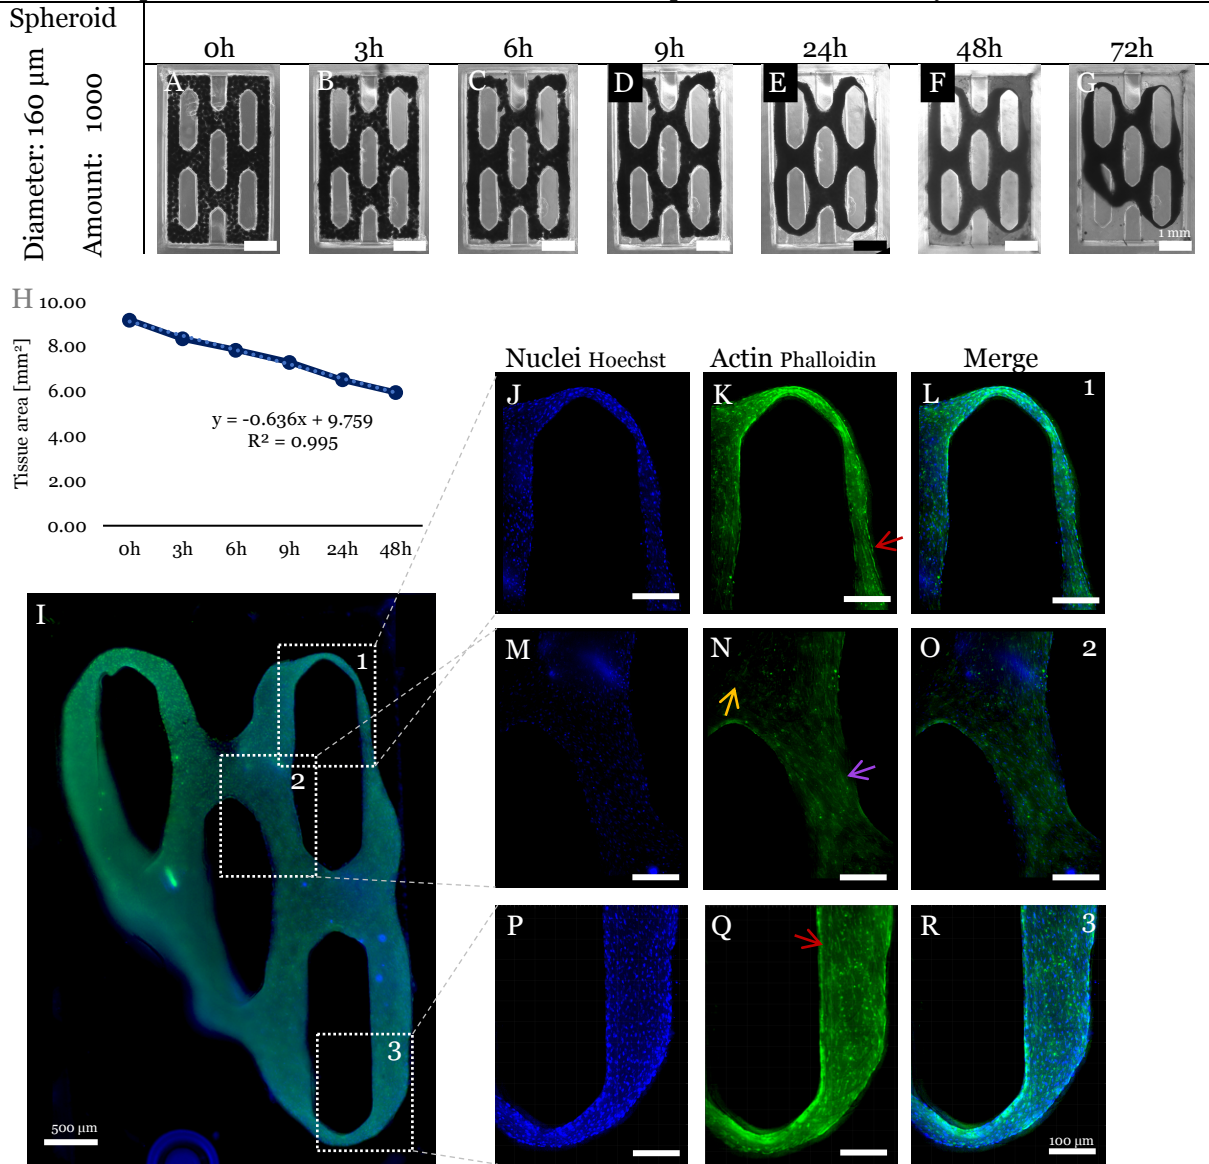 Spheroid
Diameter: 160 µm
Amount: 1000
0h 3h 6h 9h 24h 48h 72h
A B C D E F G
1 mm
H
10.00
8.00
6.00
4.00
2.00
0.00
Tissue area [mm²]
y = -0.636x + 9.759
R² = 0.995
0h 3h 6h 9h 24h 48h
Nuclei Hoechst Actin Phalloidin Merge
J K L 1
M N O 2
P Q R 3
100 µm
I
1
2
3
500 µm